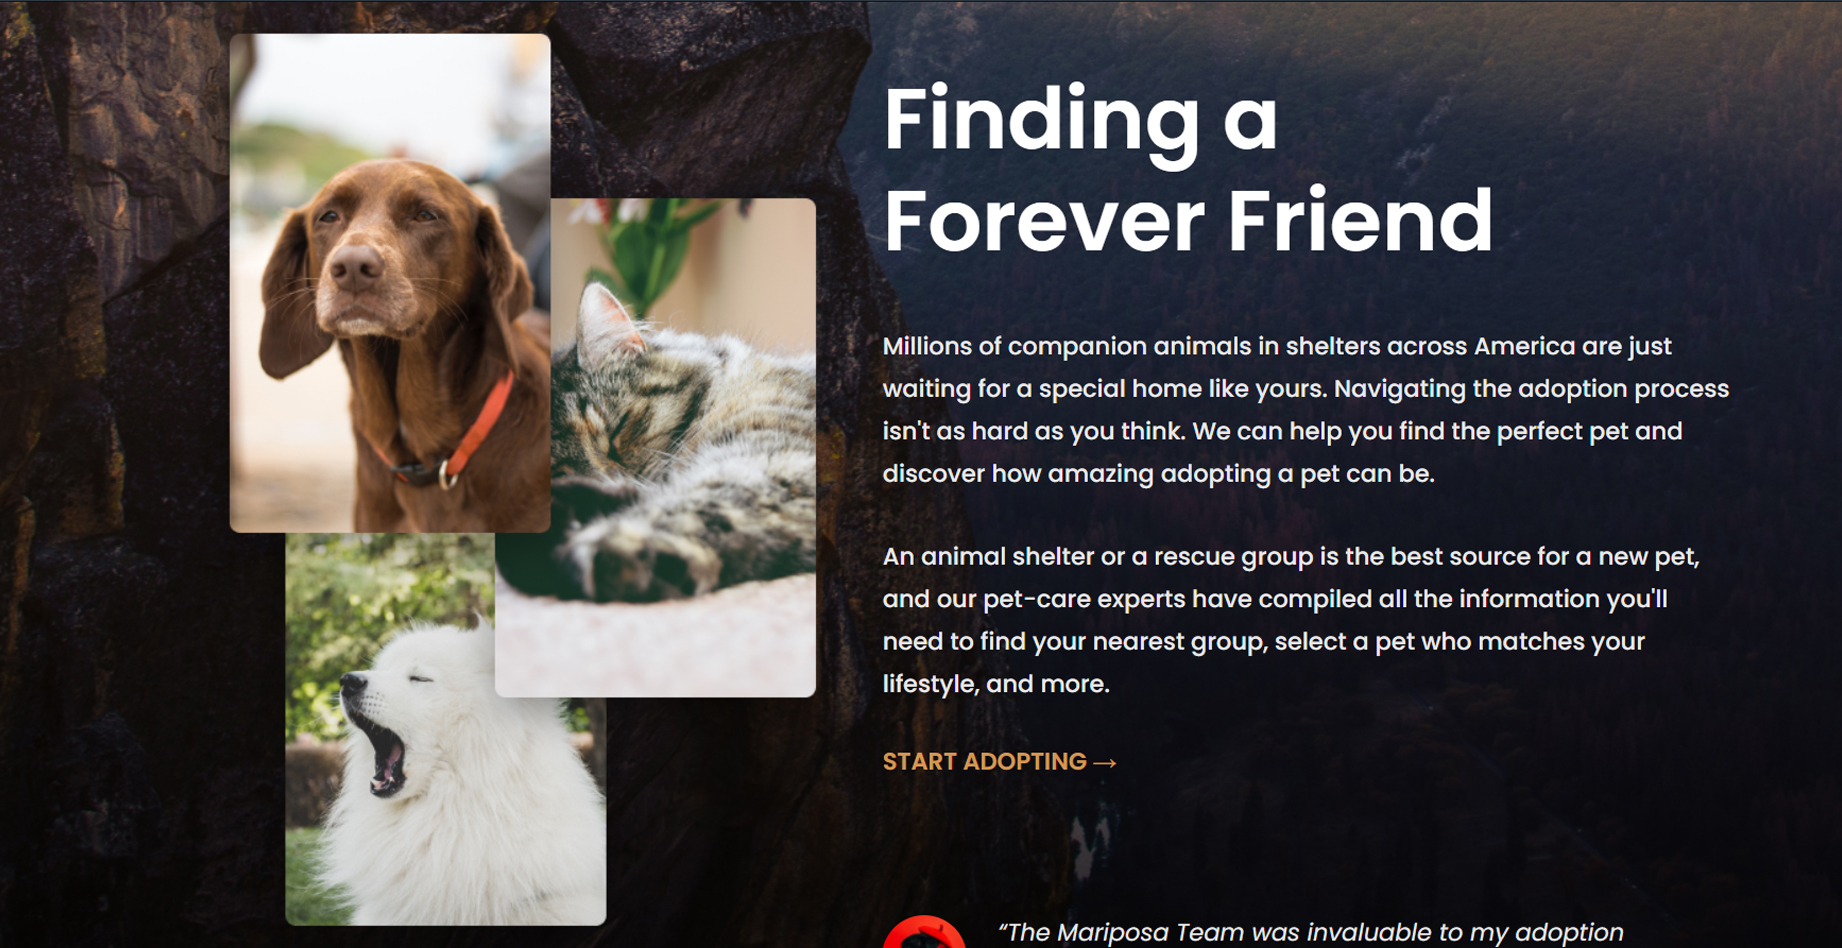 Finding a
Forever Friend
Millions of companion animals in shelters across America are just
waiting for a special home like yours. Navigating the adoption process
isn't as hard as you think. We can help you find the perfect pet and
discover how amazing adopting a pet can be.
An animal shelter or a rescue group is the best source for a new pet,
and our pet-care experts have compiled all the information you'll
need to find your nearest group, select a pet who matches your
lifestyle, and more.
START ADOPTING →
“The Mariposa Team was invaluable to my adoption